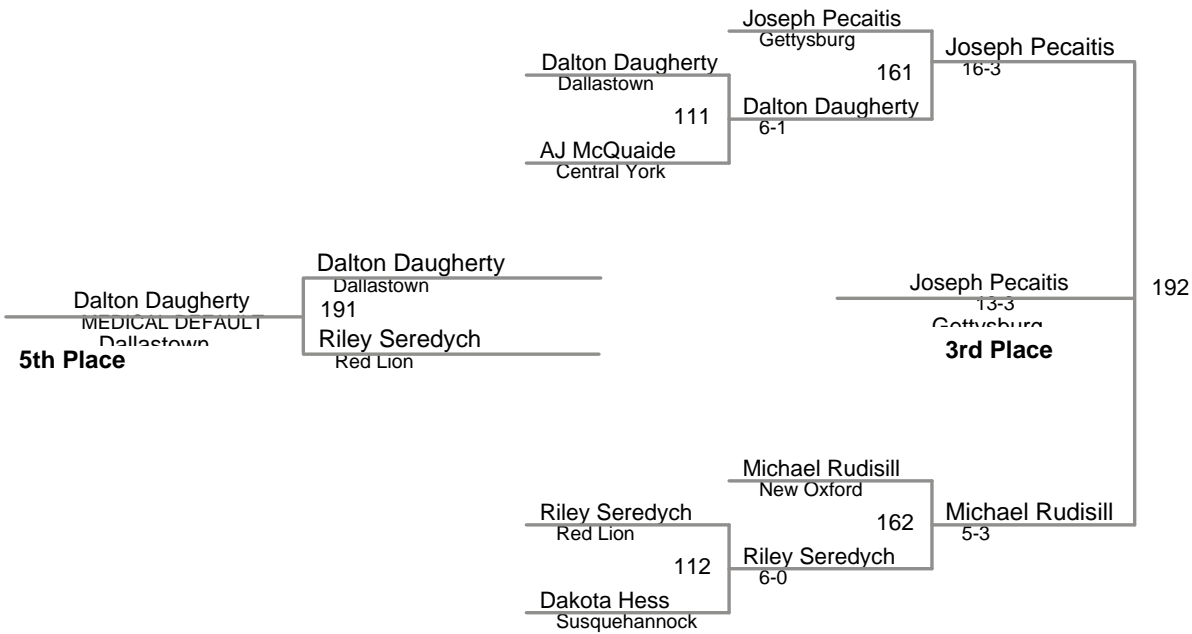 Joseph Pecaitis
Gettysburg
Joseph Pecaitis
16-3
Dalton Daugherty
Dallastown
161
111
Dalton Daugherty
6-1
AJ McQuaide
Central York
Dalton Daugherty
Dallastown
191
Dalton Daugherty
MEDICAL DEFAULT
Dallastown
5th Place
Riley Seredych
Red Lion
Joseph Pecaitis
13-3
Gettysburg
3rd Place
192
Michael Rudisill
New Oxford
Riley Seredych
Red Lion
162
Michael Rudisill
5-3
112
Riley Seredych
6-0
Dakota Hess
Susquehannock